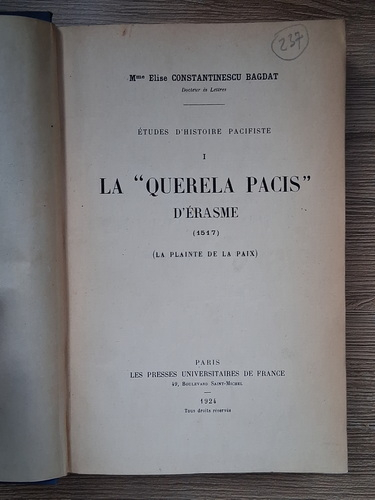 237
Mme Elise CONSTANTINESCU BAGDAT
Docteur ès Lettres
ÉTUDES D'HISTOIRE PACIFISTE
I
LA "QUERELA PACIS"
D'ÉRASME
(1517)
(LA PLAINTE DE LA PAIX)
PARIS
LES PRESSES UNIVERSITAIRES DE FRANCE
49, BOULEVARD SAINT-MICHEL
1924
Tous droits réservés